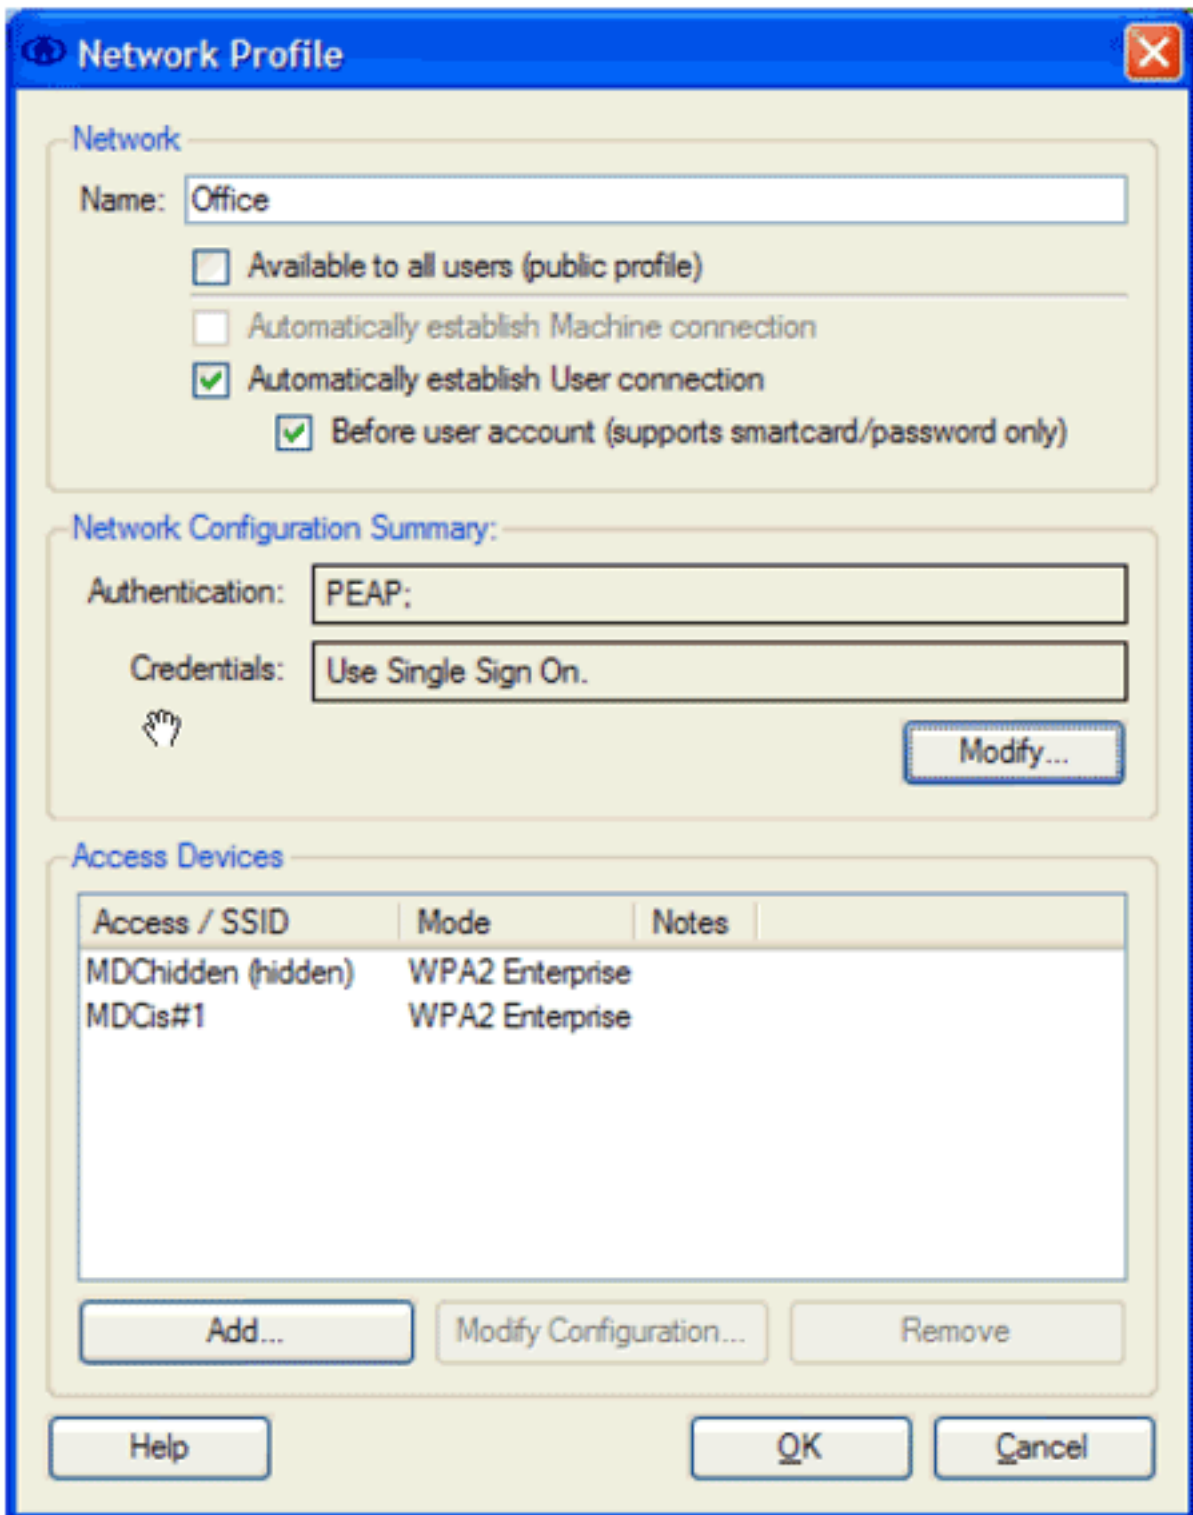 Network Profile
Network
Name: Office
Available to all users (public profile)
Automatically establish Machine connection
Automatically establish User connection
Before user account (supports smartcard/password only)
Network Configuration Summary:
Authentication: PEAP;
Credentials: Use Single Sign On.
Modify...
Access Devices
Access / SSID Mode Notes
MDChidden (hidden) WPA2 Enterprise
MDCis#1 WPA2 Enterprise
Add... Modify Configuration... Remove
Help OK Cancel